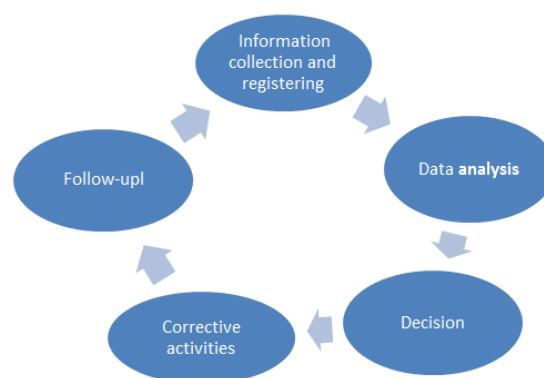 Information
collection and
registering
Data analysis
Decision
Corrective
activities
Follow-upl